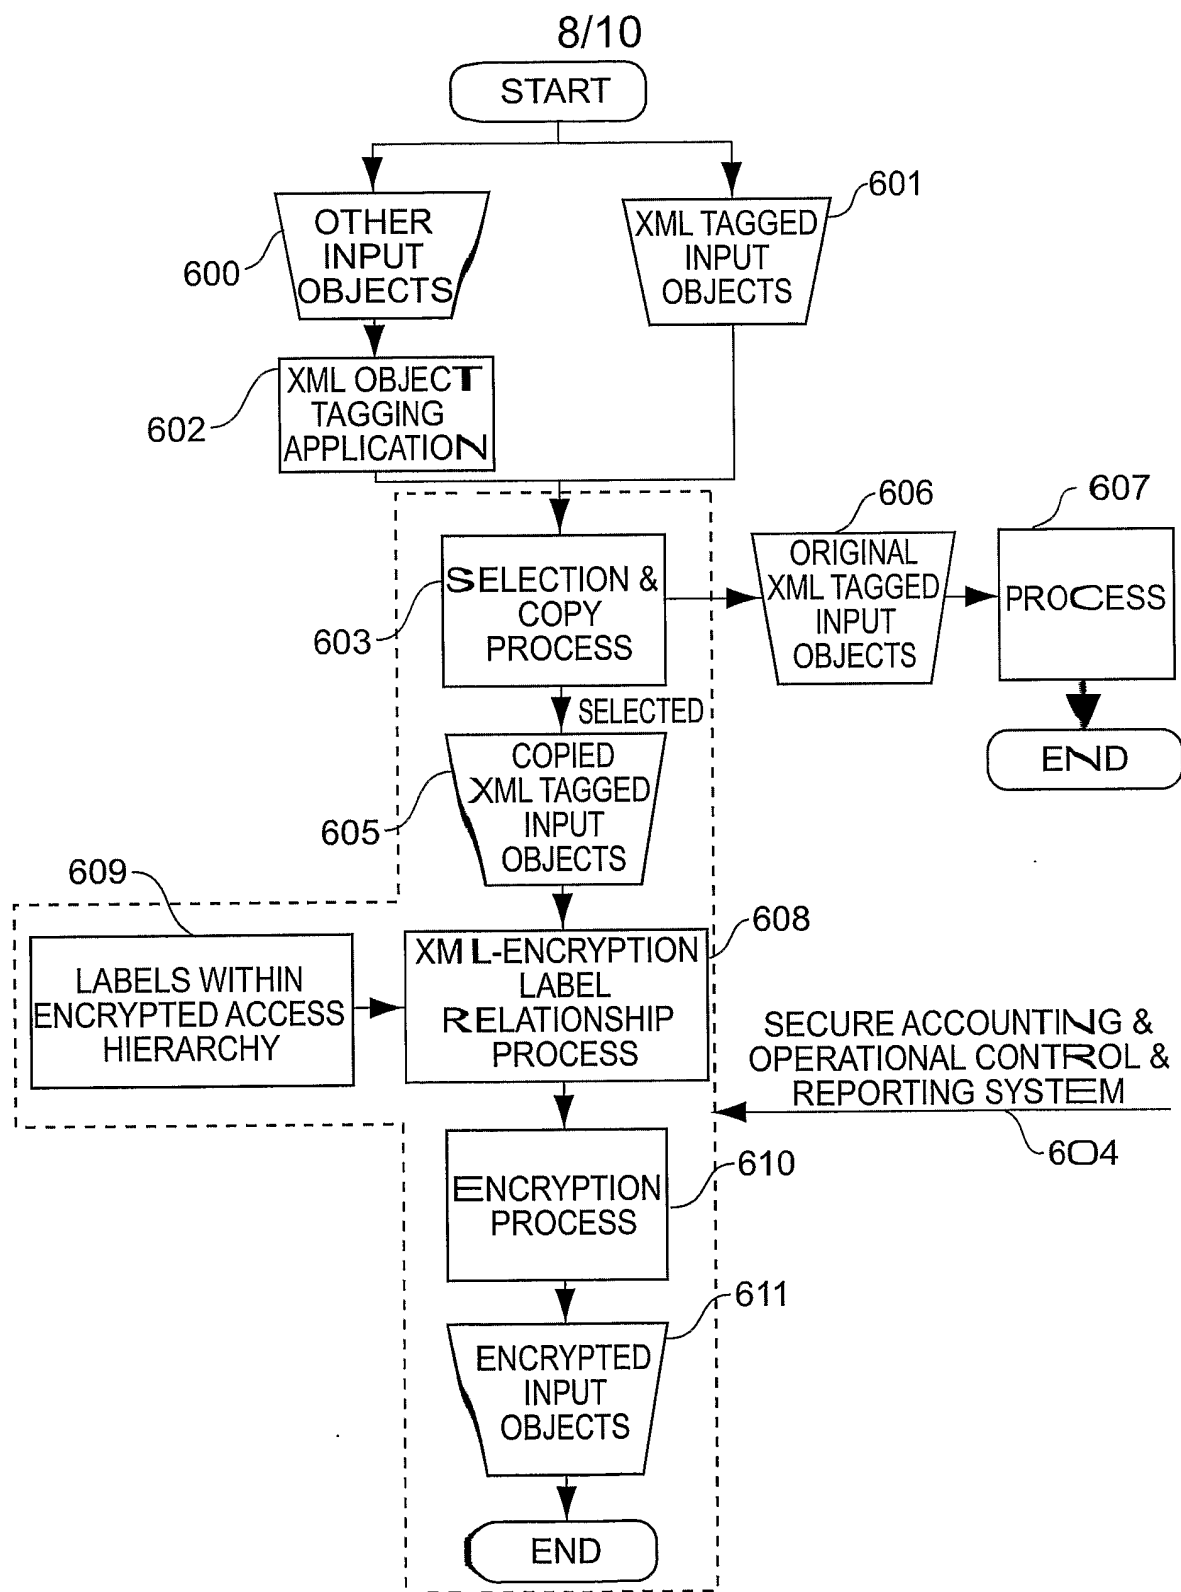 8/10
START
601
OTHER
INPUT
OBJECTS
XML TAGGED
INPUT
OBJECTS
600
XML OBJECT
TAGGING
APPLICATION
602
606
607
SELECTION &
COPY
PROCESS
ORIGINAL
XML TAGGED
INPUT
OBJECTS
PROCESS
603
SELECTED
END
COPIED
XML TAGGED
INPUT
OBJECTS
605
609
608
LABELS WITHIN
ENCRYPTED ACCESS
HIERARCHY
XML-ENCRYPTION
LABEL
RELATIONSHIP
PROCESS
SECURE ACCOUNTING &
OPERATIONAL CONTROL &
REPORTING SYSTEM
604
ENCRYPTION
PROCESS
610
611
ENCRYPTED
INPUT
OBJECTS
END